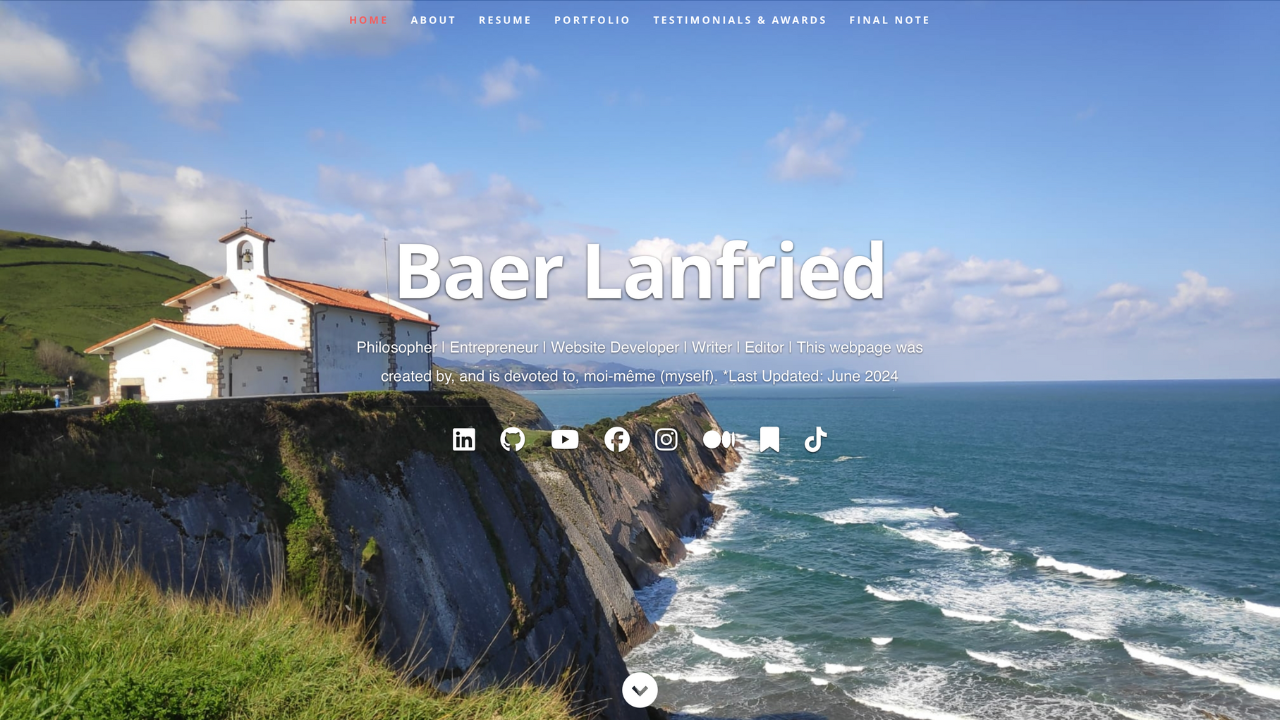 HOME ABOUT RESUME PORTFOLIO TESTIMONIALS & AWARDS FINAL NOTE
Baer Lanfried
Philosopher | Entrepreneur | Website Developer | Writer | Editor | This webpage was
created by, and is devoted to, moi-même (myself). *Last Updated: June 2024